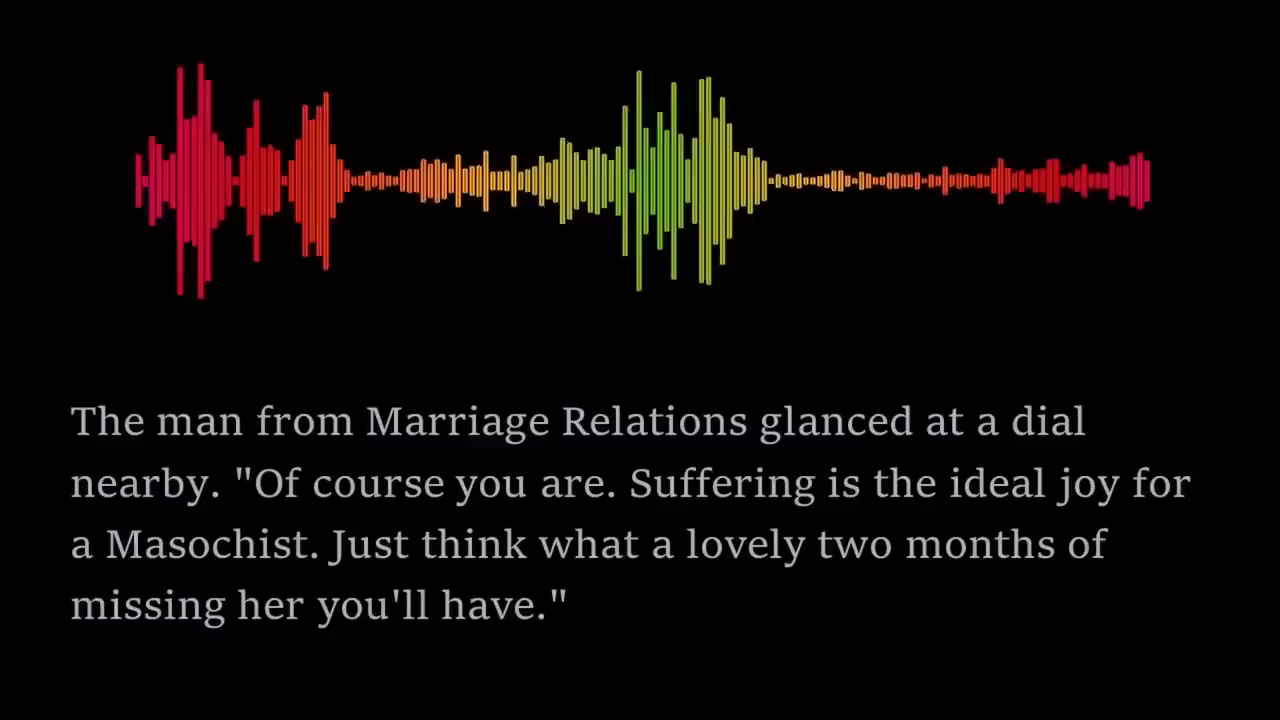 The man from Marriage Relations glanced at a dial
nearby. "Of course you are. Suffering is the ideal joy for
a Masochist. Just think what a lovely two months of
missing her you'll have."